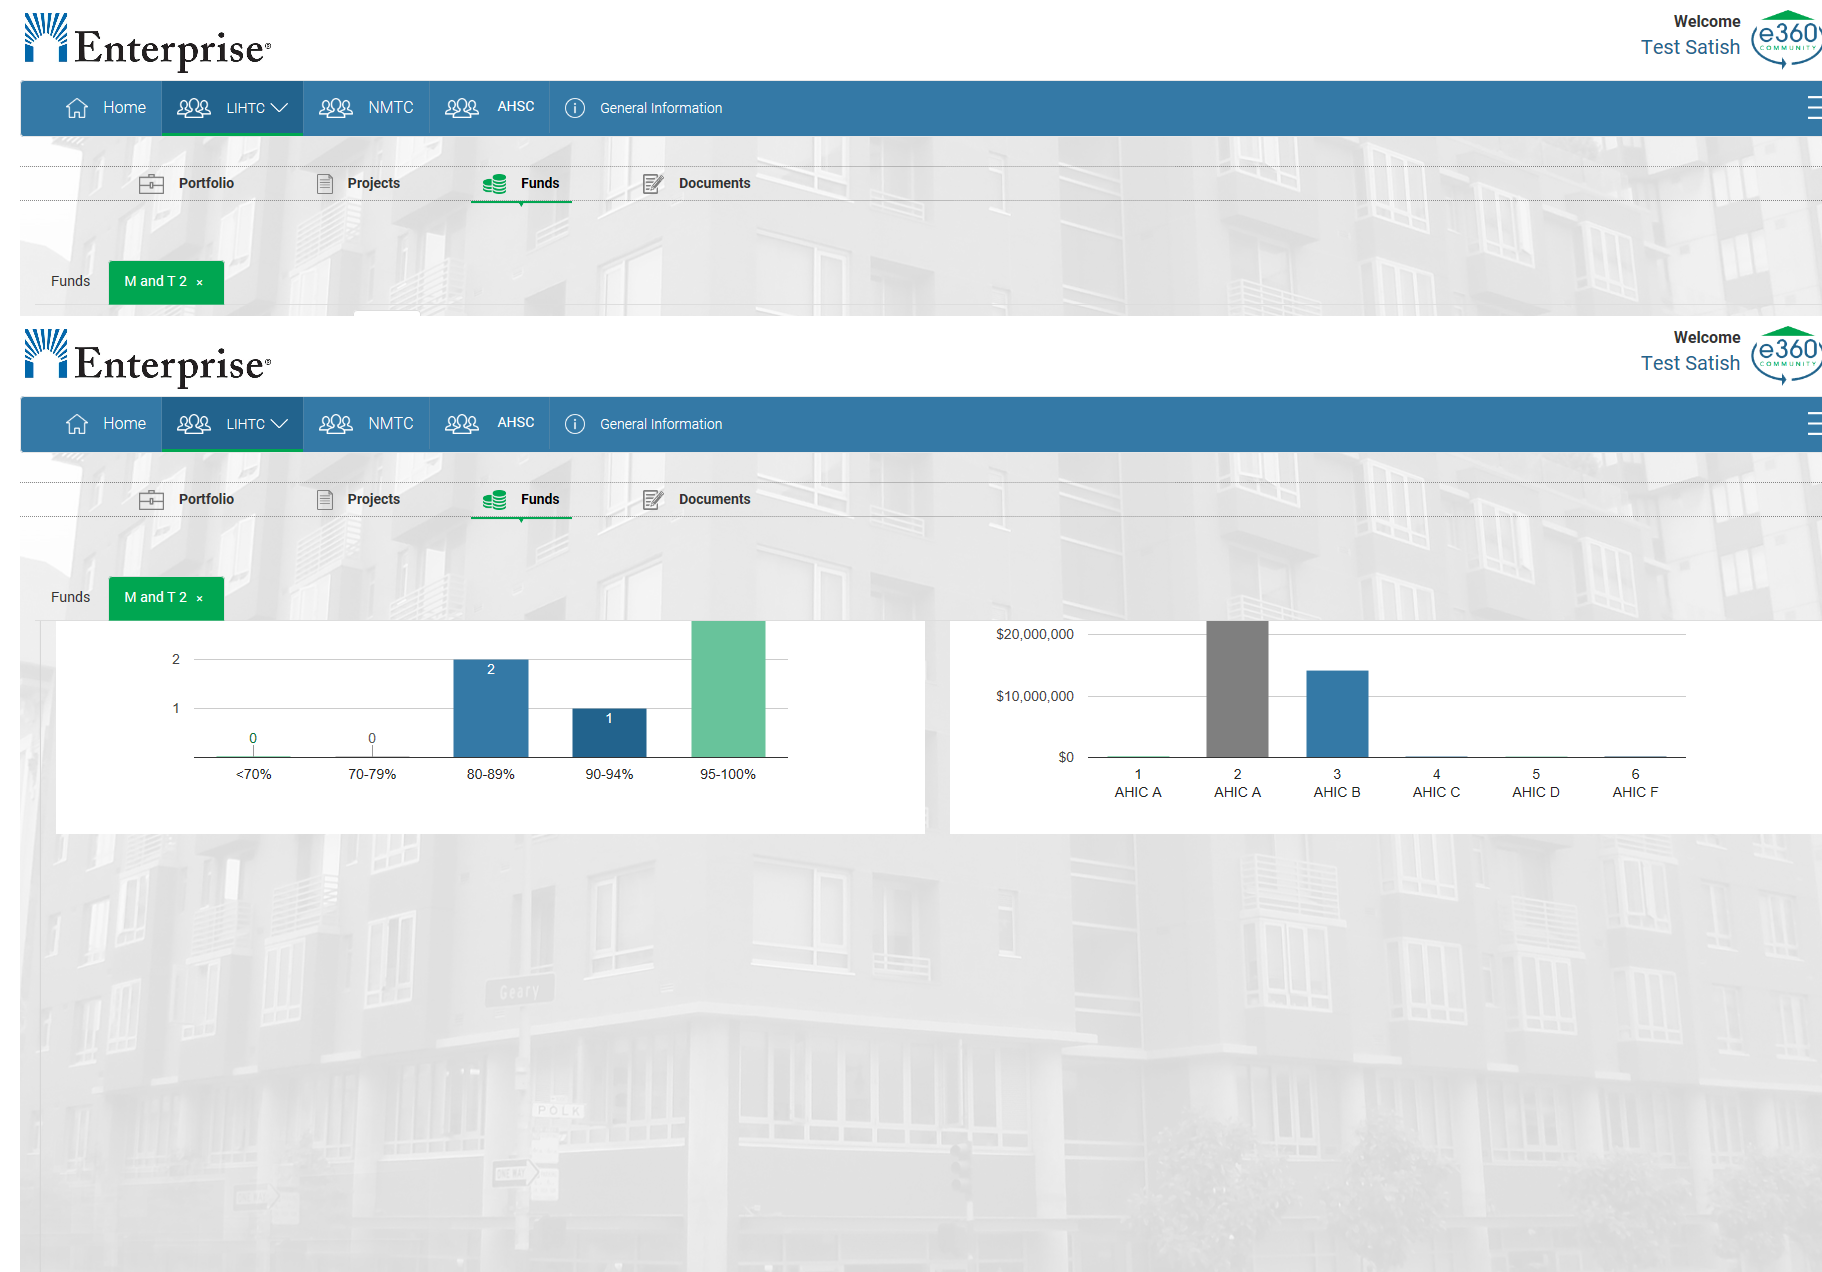 Enterprise®
Welcome
Test Satish
e360
COMMUNITY
Home
LIHTC
NMTC
AHSC
General Information
Portfolio
Projects
Funds
Documents
Funds
M and T 2 ×
Enterprise®
Welcome
Test Satish
e360
COMMUNITY
Home
LIHTC
NMTC
AHSC
General Information
Portfolio
Projects
Funds
Documents
Funds
M and T 2 ×
2
1
0
0
2
1
<70%
70-79%
80-89%
90-94%
95-100%
$20,000,000
$10,000,000
$0
1
AHIC A
2
AHIC A
3
AHIC B
4
AHIC C
5
AHIC D
6
AHIC F
Geary
POLK
ONE WAY